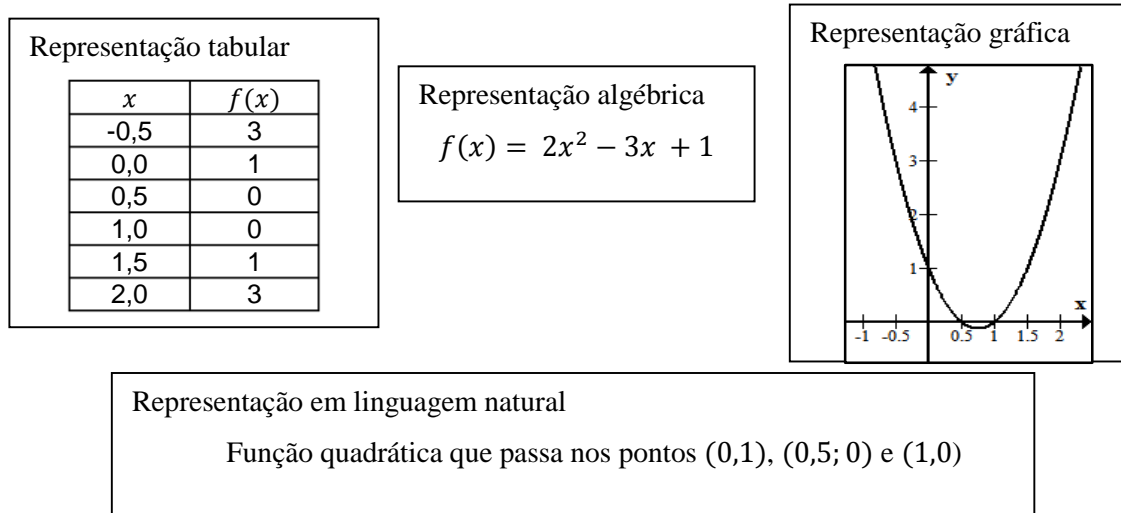 Representação tabular
x f(x)
-0,5 3
0,0 1
0,5 0
1,0 0
1,5 1
2,0 3
Representação algébrica
f(x) = 2x² − 3x + 1
Representação gráfica
y
4
3
2
1
x
-1 -0.5 0.5 1 1.5 2
Representação em linguagem natural
Função quadrática que passa nos pontos (0,1), (0,5; 0) e (1,0)